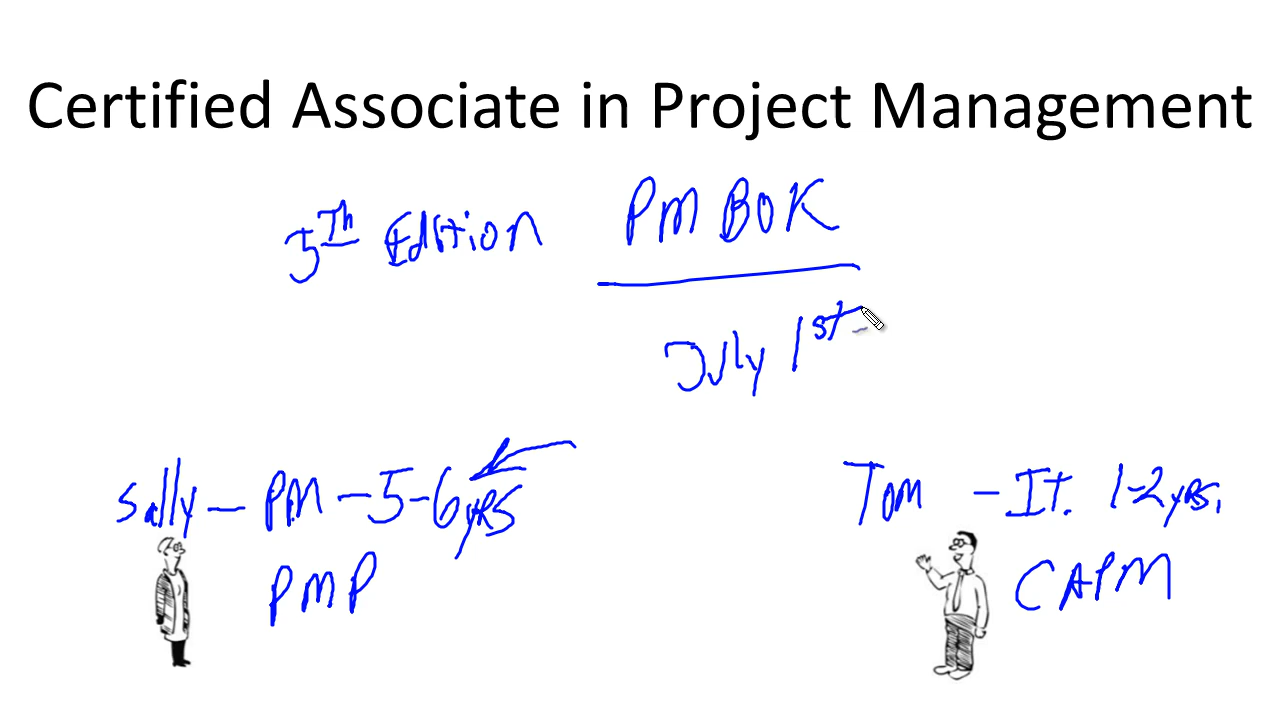 Certified Associate in Project Management
5Th Edition PMBOK
July 1st
Sally - PM - 5-6 yrs
PMP
Tom - It. 1-2 yrs.
CAPM